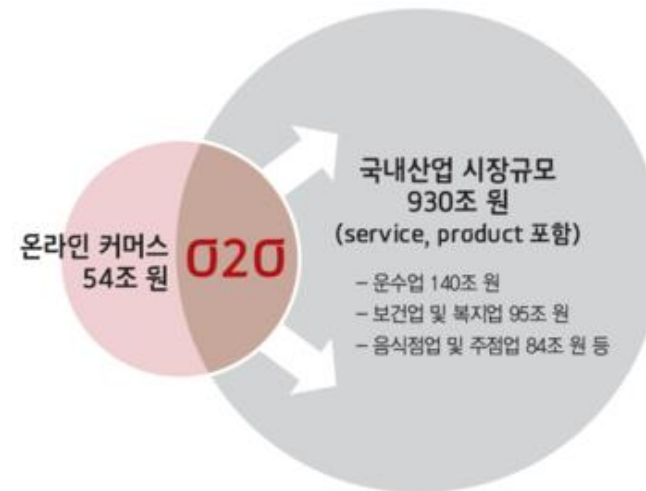 온라인 커머스
54조 원
o2o
국내산업 시장규모
930조 원
(service, product 포함)
– 운수업 140조 원
– 보건업 및 복지업 95조 원
– 음식점업 및 주점업 84조 원 등